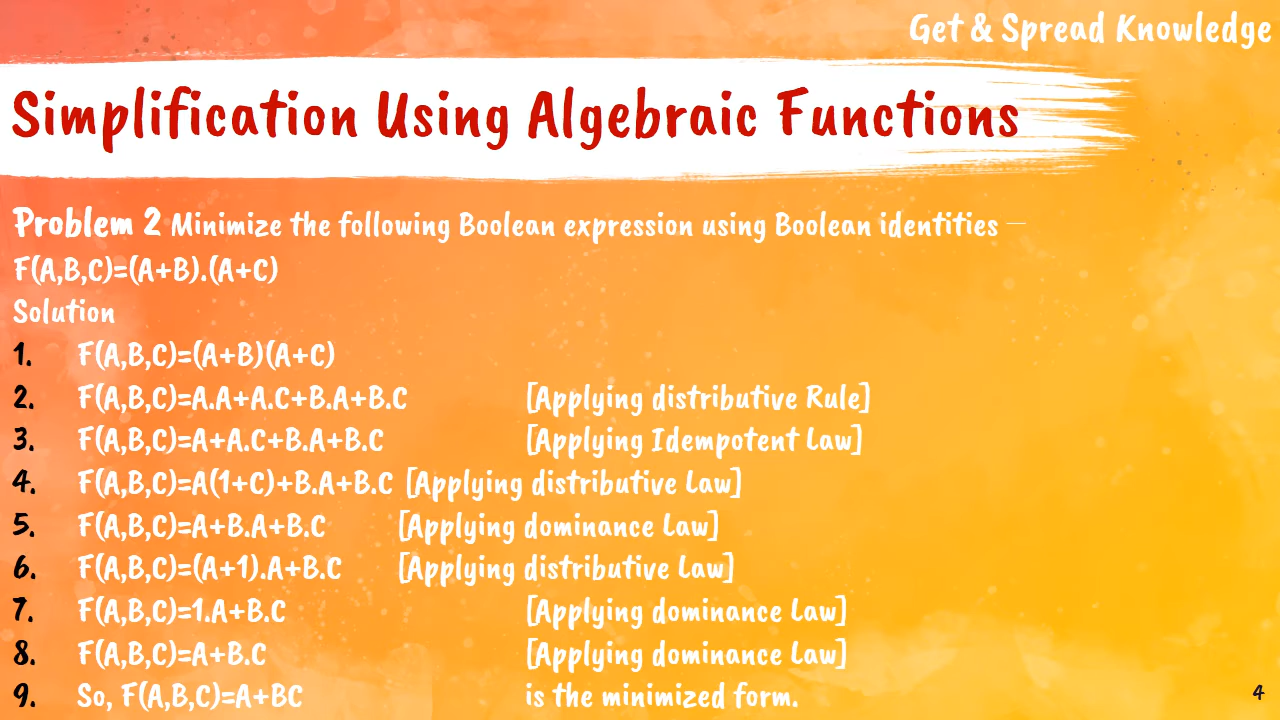 Get & Spread Knowledge
Simplification Using Algebraic Functions
Problem 2 Minimize the following Boolean expression using Boolean identities —
F(A,B,C)=(A+B).(A+C)
Solution
1. F(A,B,C)=(A+B)(A+C)
2. F(A,B,C)=A.A+A.C+B.A+B.C [Applying distributive Rule]
3. F(A,B,C)=A+A.C+B.A+B.C [Applying Idempotent Law]
4. F(A,B,C)=A(1+C)+B.A+B.C [Applying distributive Law]
5. F(A,B,C)=A+B.A+B.C [Applying dominance Law]
6. F(A,B,C)=(A+1).A+B.C [Applying distributive Law]
7. F(A,B,C)=1.A+B.C [Applying dominance Law]
8. F(A,B,C)=A+B.C [Applying dominance Law]
9. So, F(A,B,C)=A+BC is the minimized form.
4